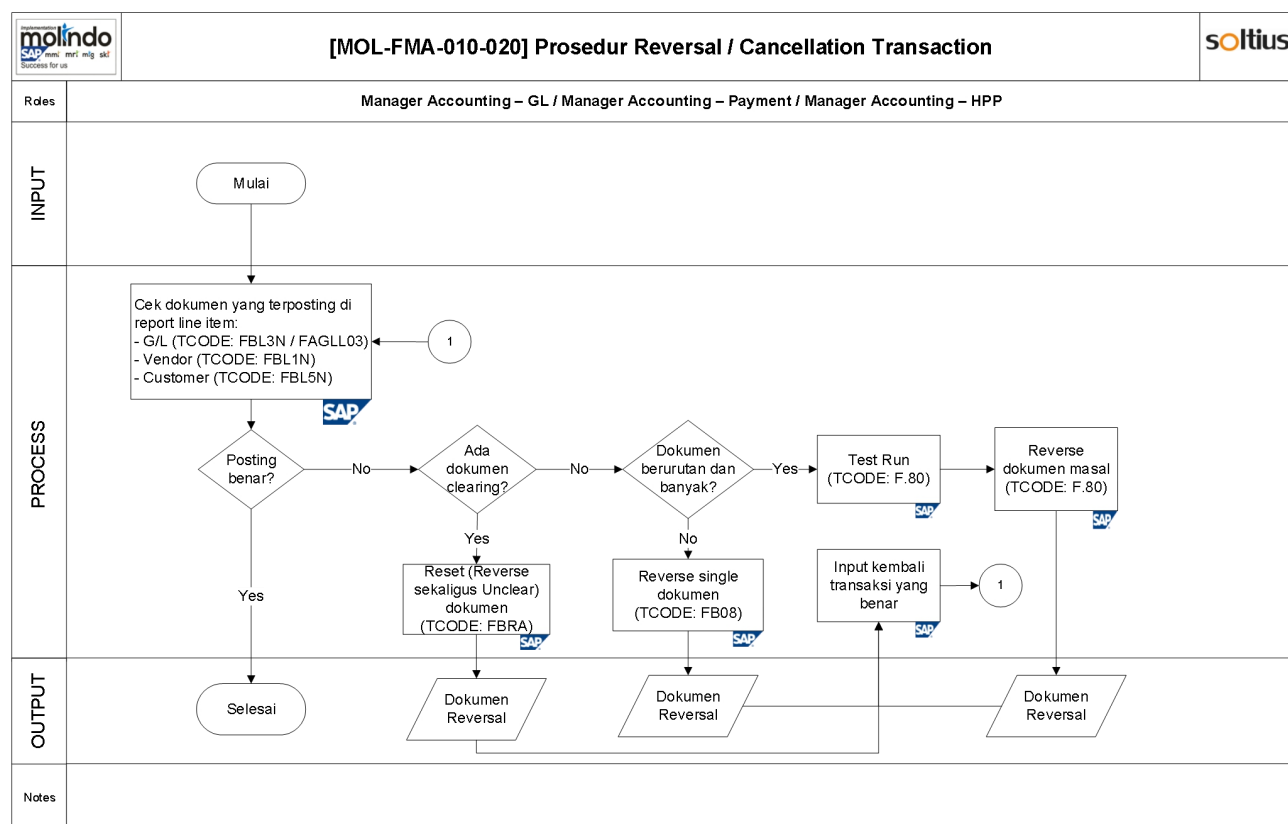 implementation
molindo
SAP mmi mri mlg ski
Success for us
[MOL-FMA-010-020] Prosedur Reversal / Cancellation Transaction
soltius
Roles
Manager Accounting – GL / Manager Accounting – Payment / Manager Accounting – HPP
INPUT
Mulai
PROCESS
Cek dokumen yang terposting di
report line item:
- G/L (TCODE: FBL3N / FAGLL03)
- Vendor (TCODE: FBL1N)
- Customer (TCODE: FBL5N)
SAP
1
Posting
benar?
No
Ada
dokumen
clearing?
No
Dokumen
berurutan dan
banyak?
Yes
Test Run
(TCODE: F.80)
SAP
Reverse
dokumen masal
(TCODE: F.80)
SAP
Yes
Yes
No
Reset (Reverse
sekaligus Unclear)
dokumen
(TCODE: FBRA)
SAP
Reverse single
dokumen
(TCODE: FB08)
SAP
Input kembali
transaksi yang
benar
SAP
1
OUTPUT
Selesai
Dokumen
Reversal
Dokumen
Reversal
Dokumen
Reversal
Notes